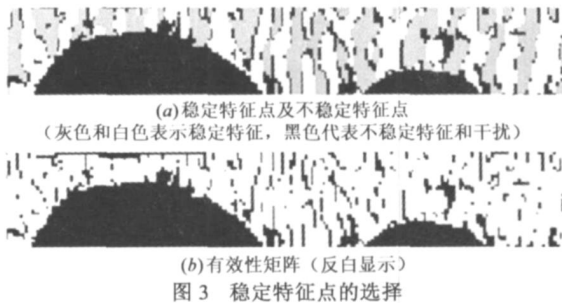 (a)稳定特征点及不稳定特征点
（灰色和白色表示稳定特征，黑色代表不稳定特征和干扰）
(b)有效性矩阵（反白显示）
图 3 稳定特征点的选择